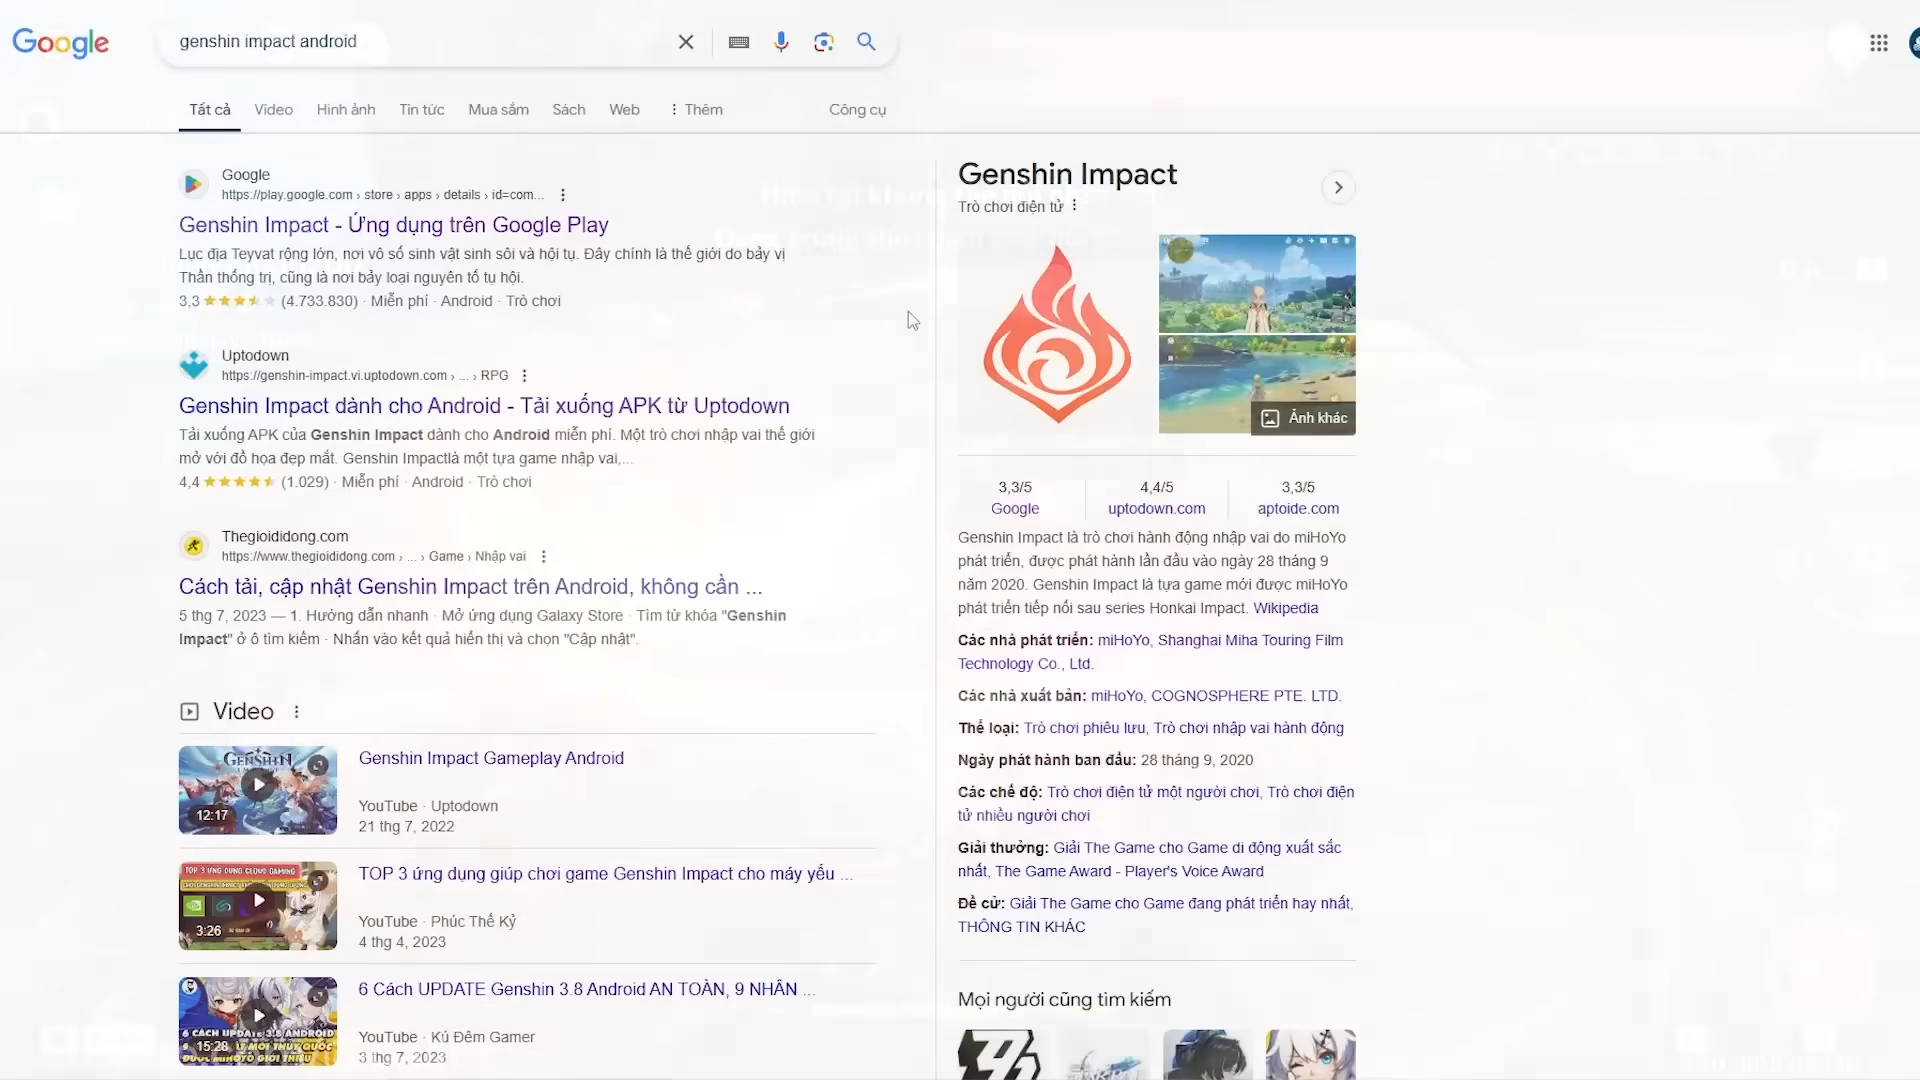 Google
genshin impact android
Tất cả
Video
Hình ảnh
Tin tức
Mua sắm
Sách
Web
Thêm
Công cụ
Google
https://play.google.com › store › apps › details › id=com...
Genshin Impact - Ứng dụng trên Google Play
Lục địa Teyvat rộng lớn, nơi vô số sinh vật sinh sôi và hội tụ. Đây chính là thế giới do bảy vị
Thần thống trị, cũng là nơi bảy loại nguyên tố tụ hội.
3,3 (4.733.830) · Miễn phí · Android · Trò chơi
Uptodown
https://genshin-impact.vi.uptodown.com › ... › RPG
Genshin Impact dành cho Android - Tải xuống APK từ Uptodown
Tải xuống APK của Genshin Impact dành cho Android miễn phí. Một trò chơi nhập vai thế giới
mở với đồ họa đẹp mắt. Genshin Impactlà một tựa game nhập vai,...
4,4 (1.029) · Miễn phí · Android · Trò chơi
Thegioididong.com
https://www.thegioididong.com › ... › Game › Nhập vai
Cách tải, cập nhật Genshin Impact trên Android, không cần ...
5 thg 7, 2023 — 1. Hướng dẫn nhanh · Mở ứng dụng Galaxy Store · Tìm từ khóa "Genshin
Impact" ở ô tìm kiếm · Nhấn vào kết quả hiển thị và chọn "Cập nhật".
Video
GENSHIN
12:17
Genshin Impact Gameplay Android
YouTube · Uptodown
21 thg 7, 2022
TOP 3 ỨNG DỤNG CLOUD GAMING
3:26
TOP 3 ứng dụng giúp chơi game Genshin Impact cho máy yếu ...
YouTube · Phúc Thế Kỷ
4 thg 4, 2023
6 CÁCH UPDATE 3.8 ANDROID
15:28
6 Cách UPDATE Genshin 3.8 Android AN TOÀN, 9 NHÂN ...
YouTube · Kú Đêm Gamer
3 thg 7, 2023
Genshin Impact
Trò chơi điện tử
Ảnh khác
3,3/5
Google
4,4/5
uptodown.com
3,3/5
aptoide.com
Genshin Impact là trò chơi hành động nhập vai do miHoYo
phát triển, được phát hành lần đầu vào ngày 28 tháng 9
năm 2020. Genshin Impact là tựa game mới được miHoYo
phát triển tiếp nối sau series Honkai Impact. Wikipedia
Các nhà phát triển: miHoYo, Shanghai Miha Touring Film
Technology Co., Ltd.
Các nhà xuất bản: miHoYo, COGNOSPHERE PTE. LTD.
Thể loại: Trò chơi phiêu lưu, Trò chơi nhập vai hành động
Ngày phát hành ban đầu: 28 tháng 9, 2020
Các chế độ: Trò chơi điện tử một người chơi, Trò chơi điện
tử nhiều người chơi
Giải thưởng: Giải The Game cho Game di động xuất sắc
nhất, The Game Award - Player's Voice Award
Đề cử: Giải The Game cho Game đang phát triển hay nhất,
THÔNG TIN KHÁC
Mọi người cũng tìm kiếm